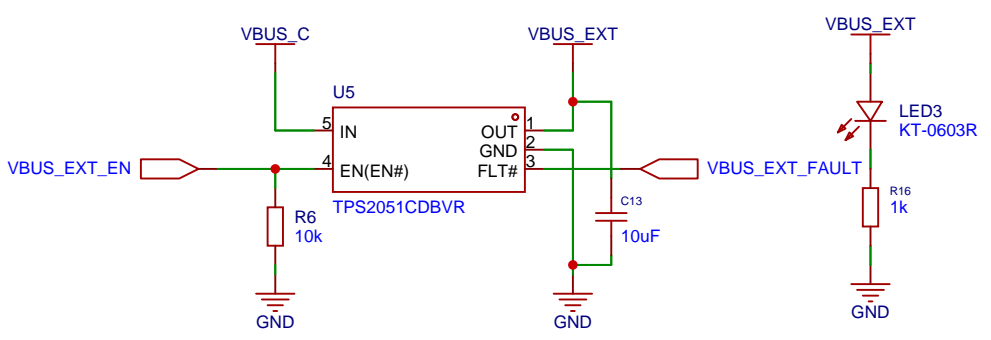 VBUS_C
VBUS_EXT
VBUS_EXT
U5
5 IN
OUT 1
GND 2
VBUS_EXT_EN
4 EN(EN#)
FLT# 3
VBUS_EXT_FAULT
TPS2051CDBVR
R6
10k
C13
10uF
LED3
KT-0603R
R16
1k
GND
GND
GND